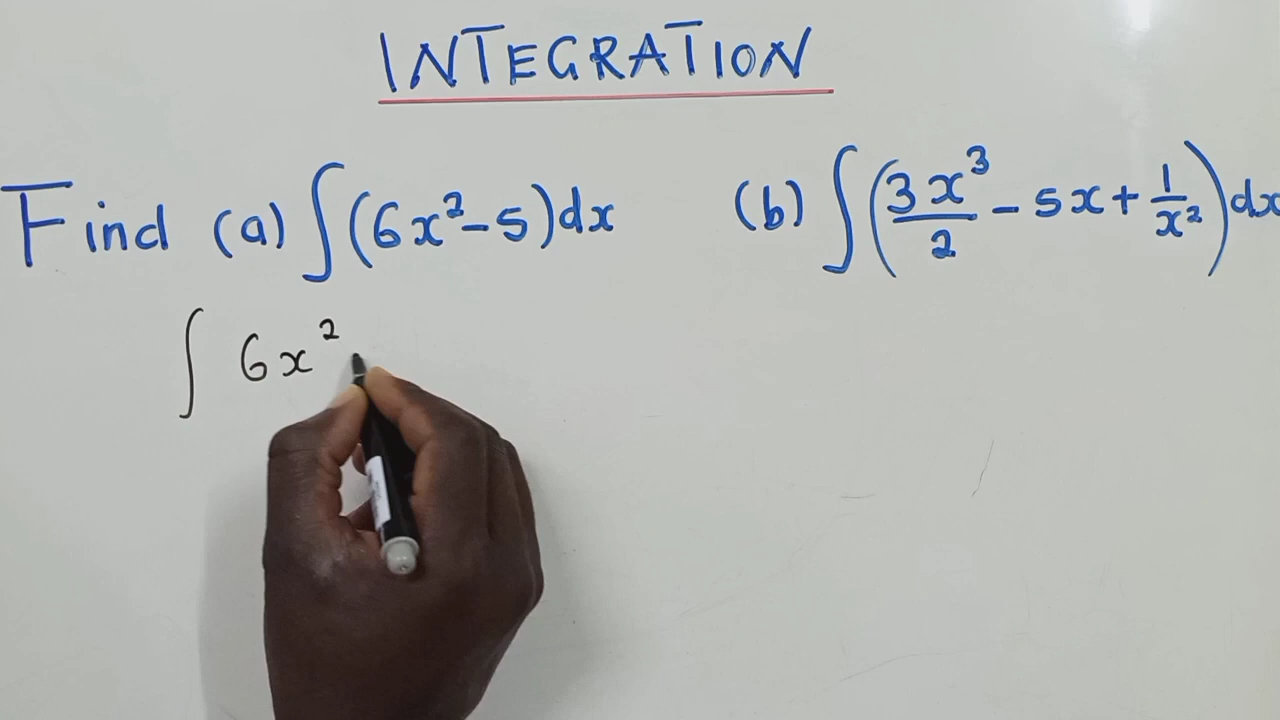 INTEGRATION
Find (a) ∫(6x²-5)dx (b) ∫(3x³/2 - 5x + 1/x²)dx
∫ 6x²